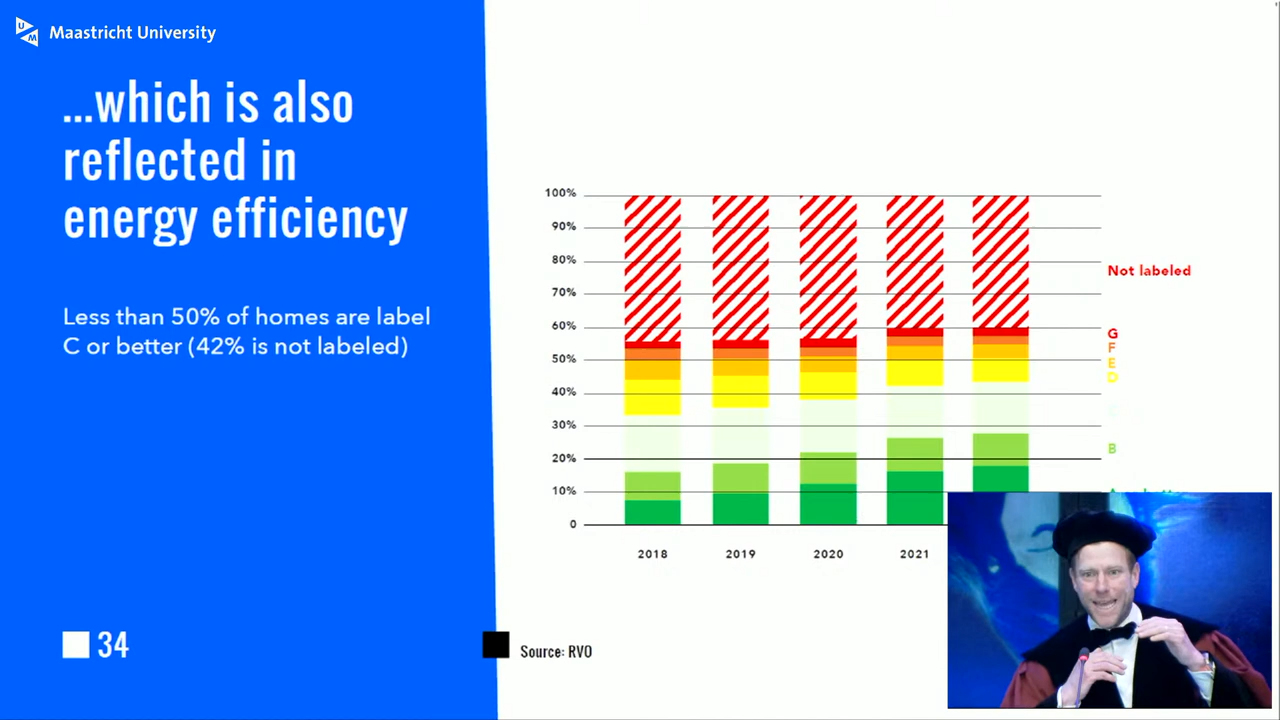 Maastricht University
...which is also
reflected in
energy efficiency
Less than 50% of homes are label
C or better (42% is not labeled)
34
100%
90%
80%
70%
60%
50%
40%
30%
20%
10%
0
2018
2019
2020
2021
Not labeled
G
F
E
D
B
Source: RVO